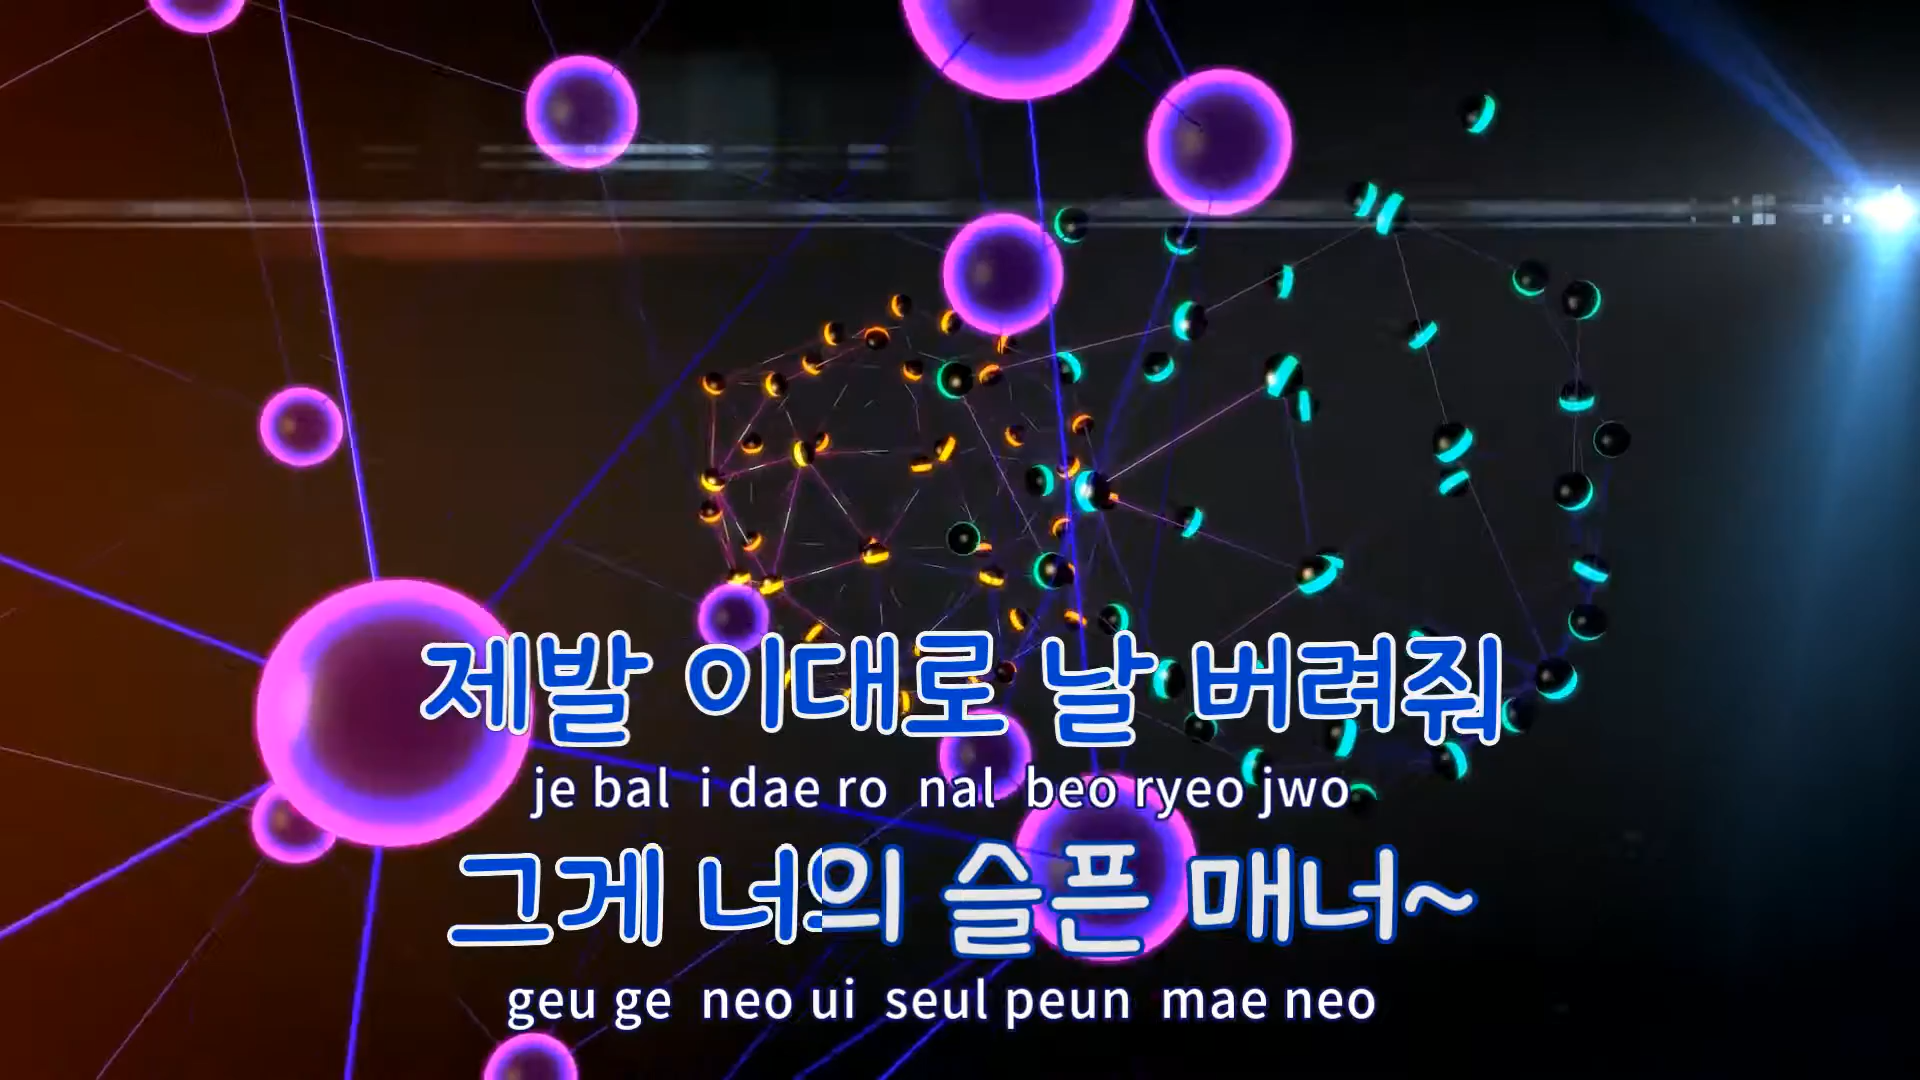 제발 이대로 날 버려줘
je bal i dae ro nal beo ryeo jwo
그게 너의 슬픈 매너~
geu ge neo ui seul peun mae neo